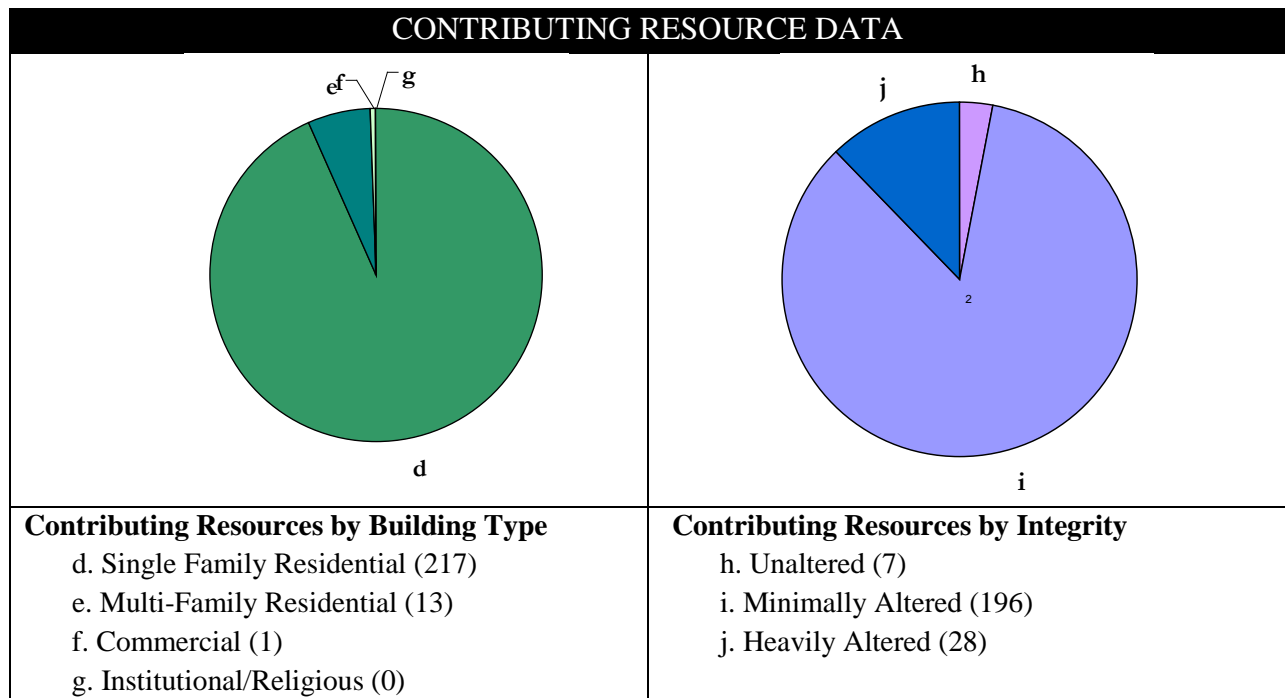 CONTRIBUTING RESOURCE DATA
e f g
d
j h
2
i
Contributing Resources by Building Type
d. Single Family Residential (217)
e. Multi-Family Residential (13)
f. Commercial (1)
g. Institutional/Religious (0)
Contributing Resources by Integrity
h. Unaltered (7)
i. Minimally Altered (196)
j. Heavily Altered (28)